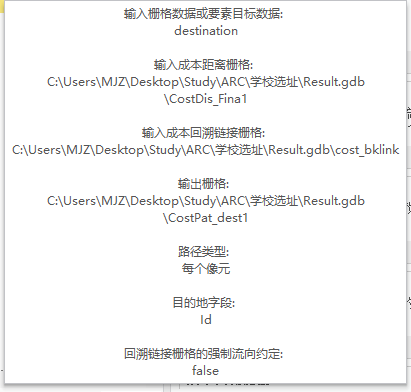 输入栅格数据或要素目标数据:
destination
输入成本距离栅格:
C:\Users\MJZ\Desktop\Study\ARC\学校选址\Result.gdb
\CostDis_Fina1
输入成本回溯链接栅格:
C:\Users\MJZ\Desktop\Study\ARC\学校选址\Result.gdb\cost_bklink
输出栅格:
C:\Users\MJZ\Desktop\Study\ARC\学校选址\Result.gdb
\CostPat_dest1
路径类型:
每个像元
目的地字段:
Id
回溯链接栅格的强制流向约定:
false